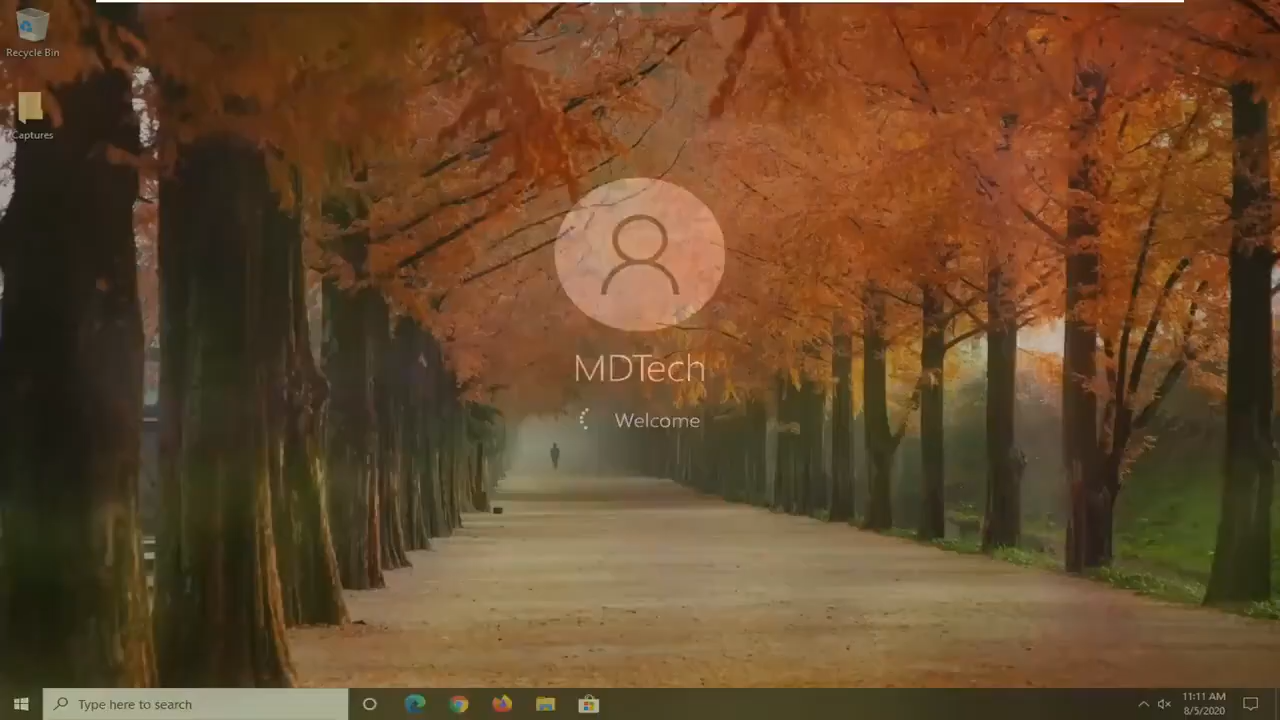 Recycle Bin
Captures
MDTech
Welcome
Type here to search
11:11 AM
8/5/2020